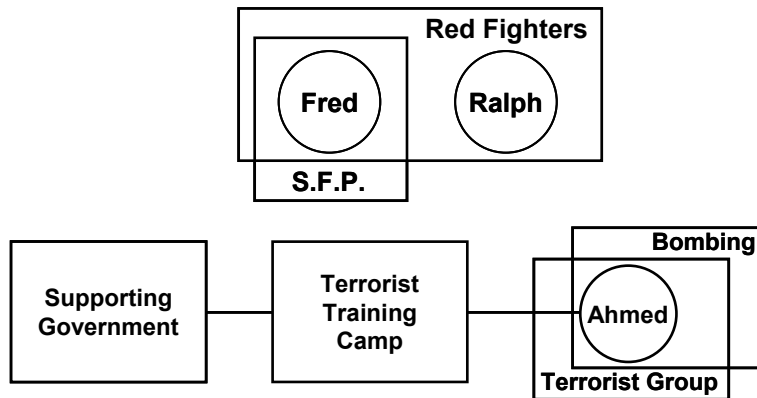 Red Fighters
Fred
Ralph
S.F.P.
Bombing
Supporting
Government
Terrorist
Training
Camp
Ahmed
Terrorist Group